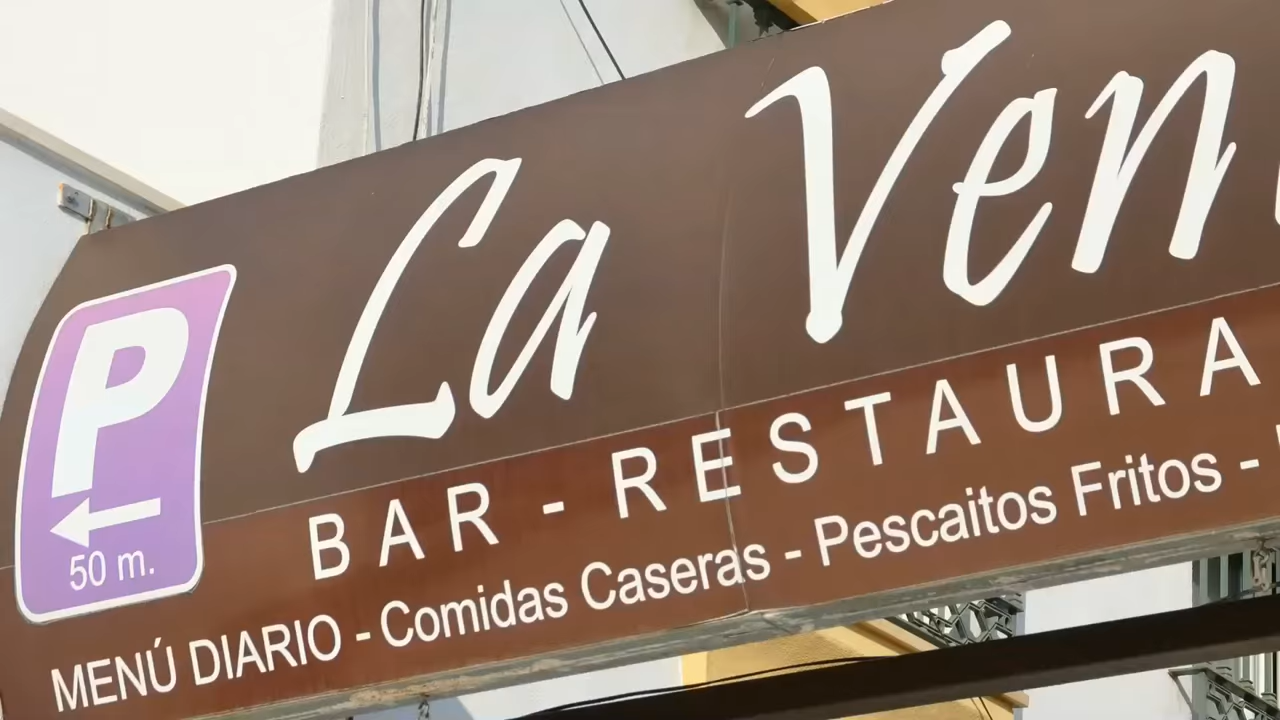 La Ven
P
50 m.
BAR - RESTAURA
MENÚ DIARIO - Comidas Caseras - Pescaitos Fritos -